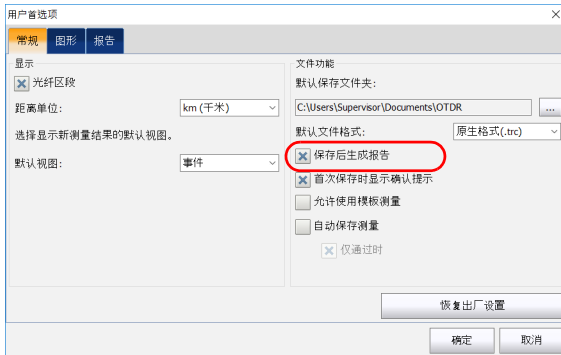 用户首选项
常规 图形 报告
显示
光纤区段
距离单位: km (千米)
选择显示新测量结果的默认视图。
默认视图: 事件
文件功能
默认保存文件夹:
C:\Users\Supervisor\Documents\OTDR ...
默认文件格式: 原生格式(.trc)
保存后生成报告
首次保存时显示确认提示
允许使用模板测量
自动保存测量
仅通过时
恢复出厂设置
确定 取消